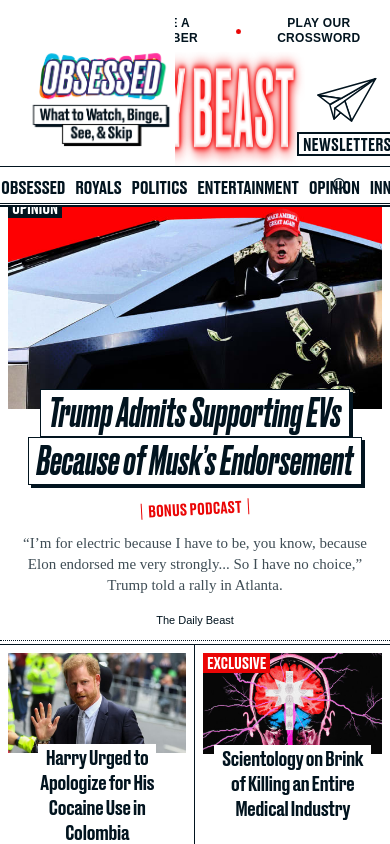 E A
PLAY OUR
BER
CROSSWORD
OBSESSED
What to Watch, Binge,
See, & Skip
Y BEAST
NEWSLETTERS
OBSESSED ROYALS POLITICS ENTERTAINMENT OPINION INN
OPINION
MAKE AMERICA
GREAT AGAIN
Trump Admits Supporting EVs
Because of Musk’s Endorsement
BONUS PODCAST
“I’m for electric because I have to be, you know, because
Elon endorsed me very strongly... So I have no choice,”
Trump told a rally in Atlanta.
The Daily Beast
Harry Urged to
Apologize for His
Cocaine Use in
Colombia
EXCLUSIVE
Scientology on Brink
of Killing an Entire
Medical Industry